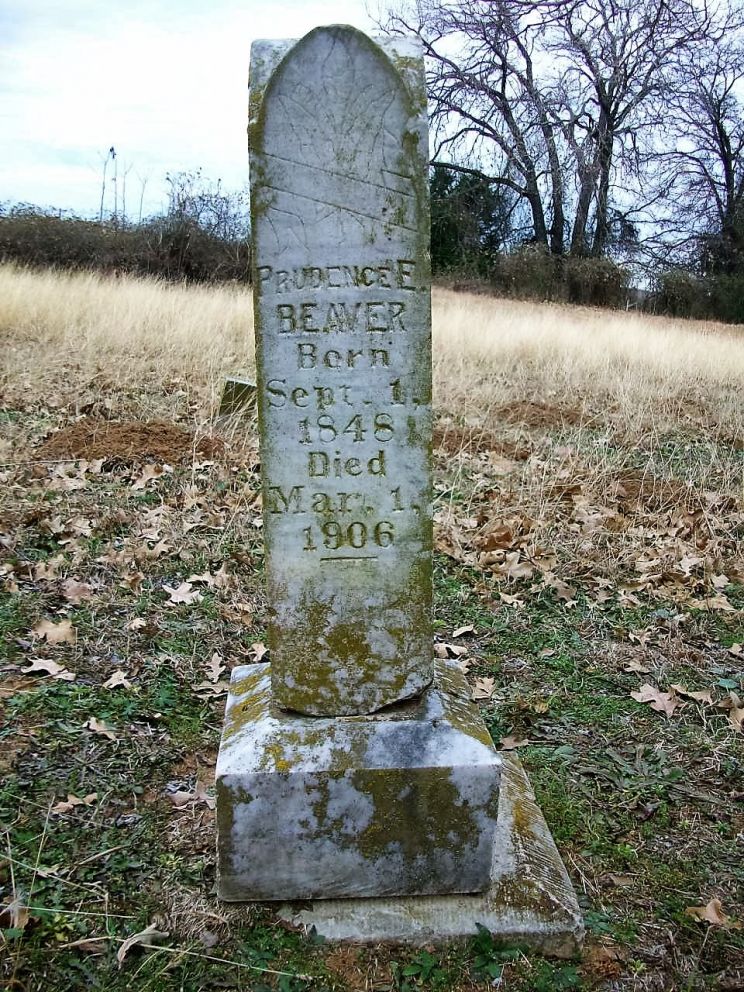 PRUDENCE E.
BEAVER
Born
Sept. 1,
1848
Died
Mar. 1,
1906